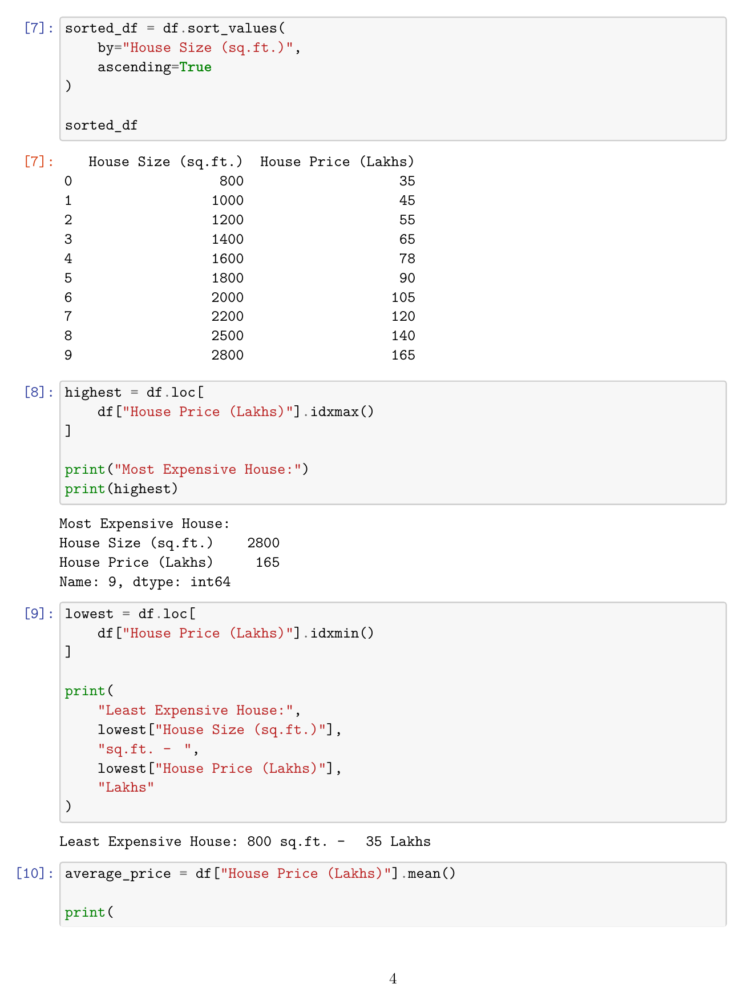 [7]: sorted_df = df.sort_values(
    by="House Size (sq.ft.)",
    ascending=True
)

sorted_df
[7]:    House Size (sq.ft.)  House Price (Lakhs)
0                  800                   35
1                 1000                   45
2                 1200                   55
3                 1400                   65
4                 1600                   78
5                 1800                   90
6                 2000                  105
7                 2200                  120
8                 2500                  140
9                 2800                  165
[8]: highest = df.loc[
    df["House Price (Lakhs)"].idxmax()
]

print("Most Expensive House:")
print(highest)
Most Expensive House:
House Size (sq.ft.)    2800
House Price (Lakhs)     165
Name: 9, dtype: int64
[9]: lowest = df.loc[
    df["House Price (Lakhs)"].idxmin()
]

print(
    "Least Expensive House:",
    lowest["House Size (sq.ft.)"],
    "sq.ft. - ",
    lowest["House Price (Lakhs)"],
    "Lakhs"
)
Least Expensive House: 800 sq.ft. -  35 Lakhs
[10]: average_price = df["House Price (Lakhs)"].mean()

print(
4